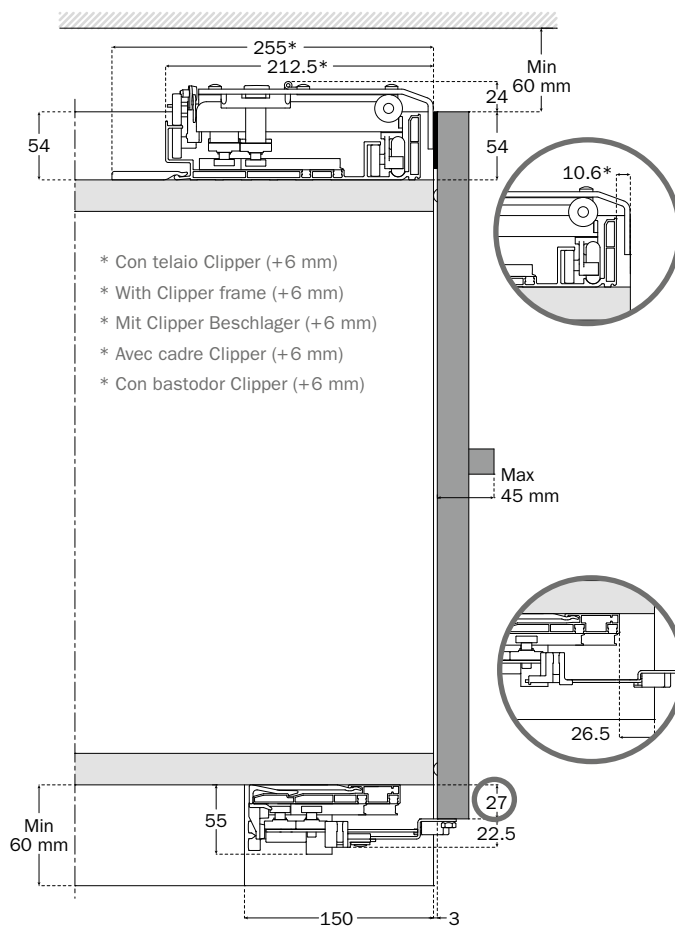 255*
212.5*
Min
60 mm
24
54
54
10.6*
* Con telaio Clipper (+6 mm)
* With Clipper frame (+6 mm)
* Mit Clipper Beschlager (+6 mm)
* Avec cadre Clipper (+6 mm)
* Con bastodor Clipper (+6 mm)
Max
45 mm
26.5
Min
60 mm
55
27
22.5
150
3